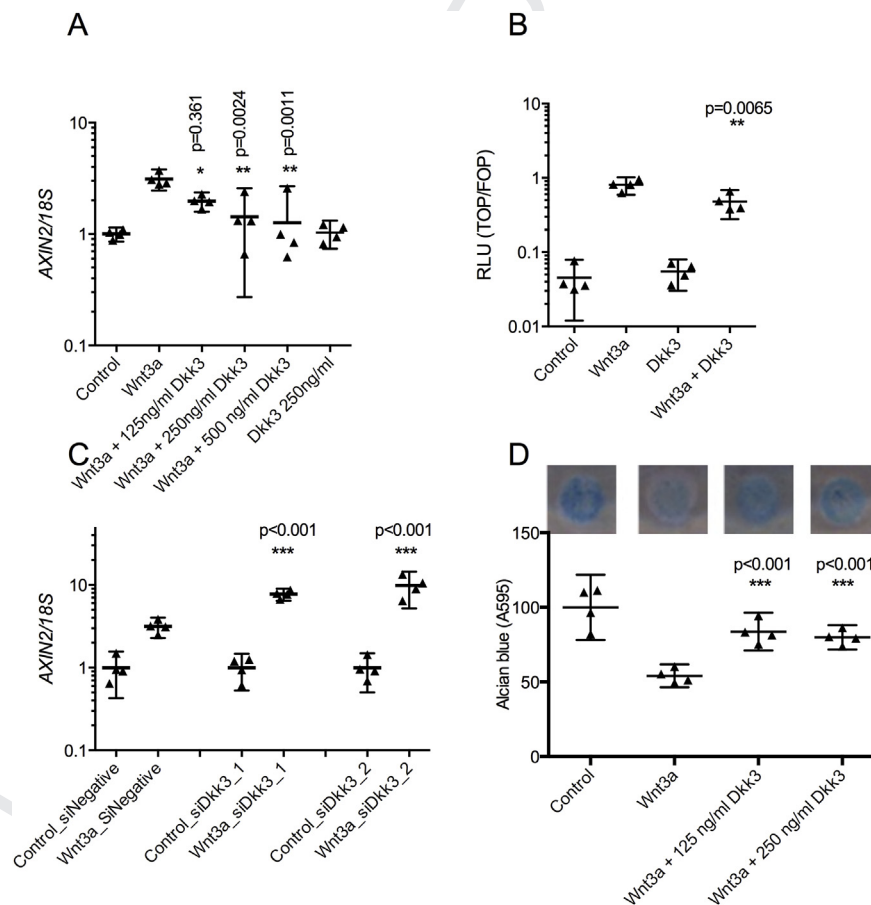 A
p=0.361
p=0.0024
p=0.0011
*
**
**
10
1
0.1
AXIN2/18S
Control
Wnt3a
Wnt3a + 125ng/ml Dkk3
Wnt3a + 250ng/ml Dkk3
Wnt3a + 500 ng/ml Dkk3
Dkk3 250ng/ml
B
p=0.0065
**
10
1
0.1
0.01
RLU (TOP/FOP)
Control
Wnt3a
Dkk3
Wnt3a + Dkk3
C
p<0.001
***
p<0.001
***
10
1
0.1
AXIN2/18S
Control_siNegative
Wnt3a_SiNegative
Control_siDkk3_1
Wnt3a_siDkk3_1
Control_siDkk3_2
Wnt3a_siDkk3_2
D
p<0.001
***
p<0.001
***
150
100
50
0
Alcian blue (A595)
Control
Wnt3a
Wnt3a + 125 ng/ml Dkk3
Wnt3a + 250 ng/ml Dkk3